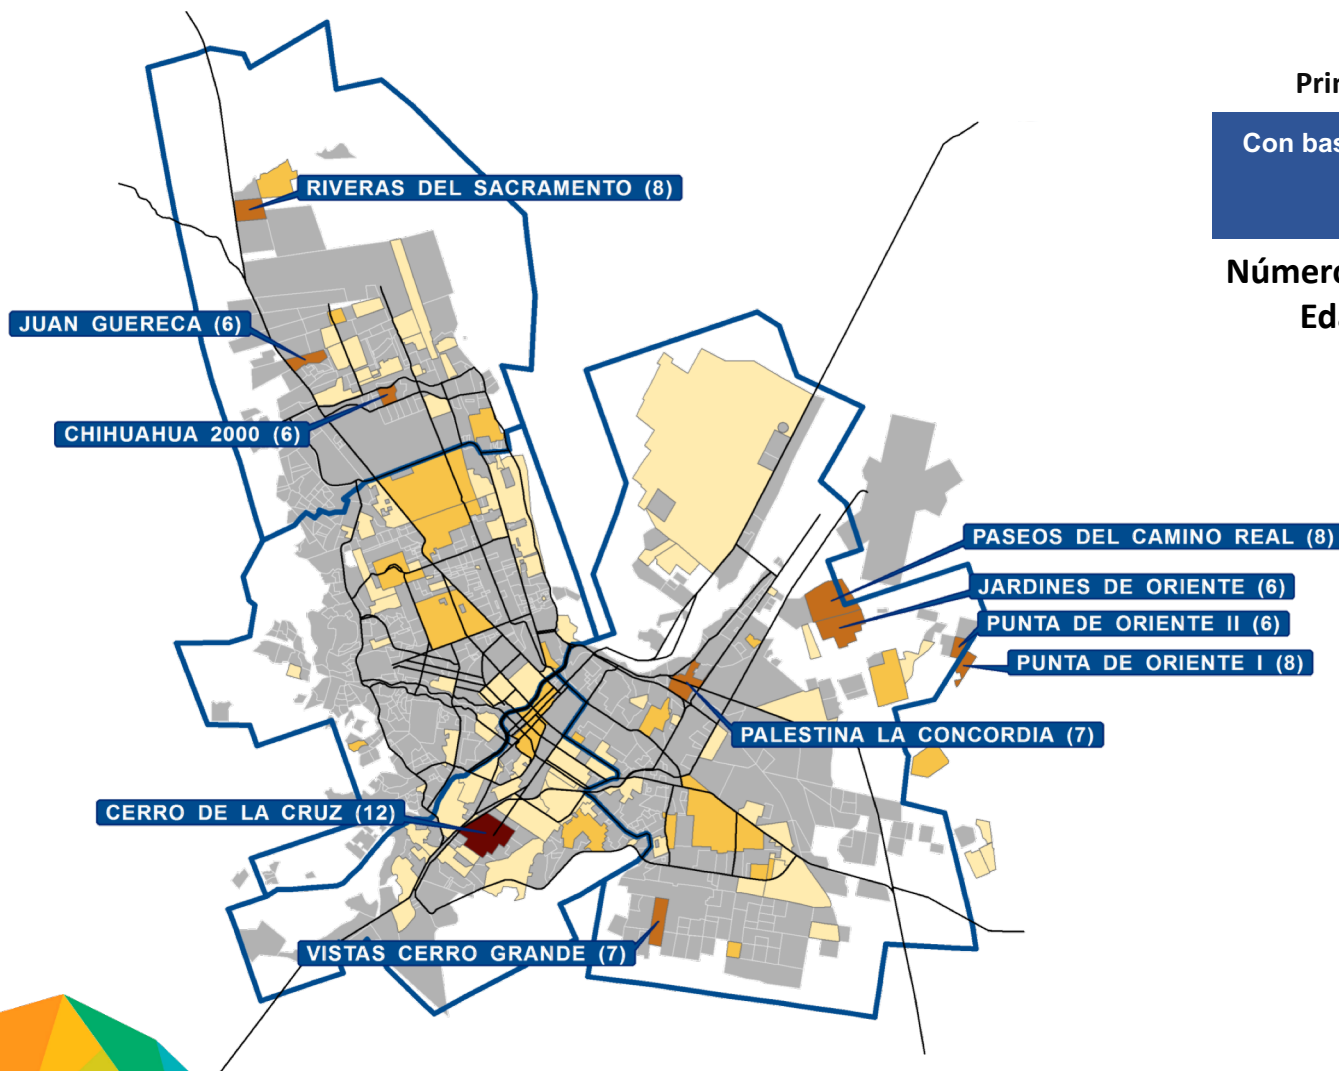 Prin
Con bas
Número
Eda
RIVERAS DEL SACRAMENTO (8)
JUAN GUERECA (6)
CHIHUAHUA 2000 (6)
PASEOS DEL CAMINO REAL (8)
JARDINES DE ORIENTE (6)
PUNTA DE ORIENTE II (6)
PUNTA DE ORIENTE I (8)
PALESTINA LA CONCORDIA (7)
CERRO DE LA CRUZ (12)
VISTAS CERRO GRANDE (7)